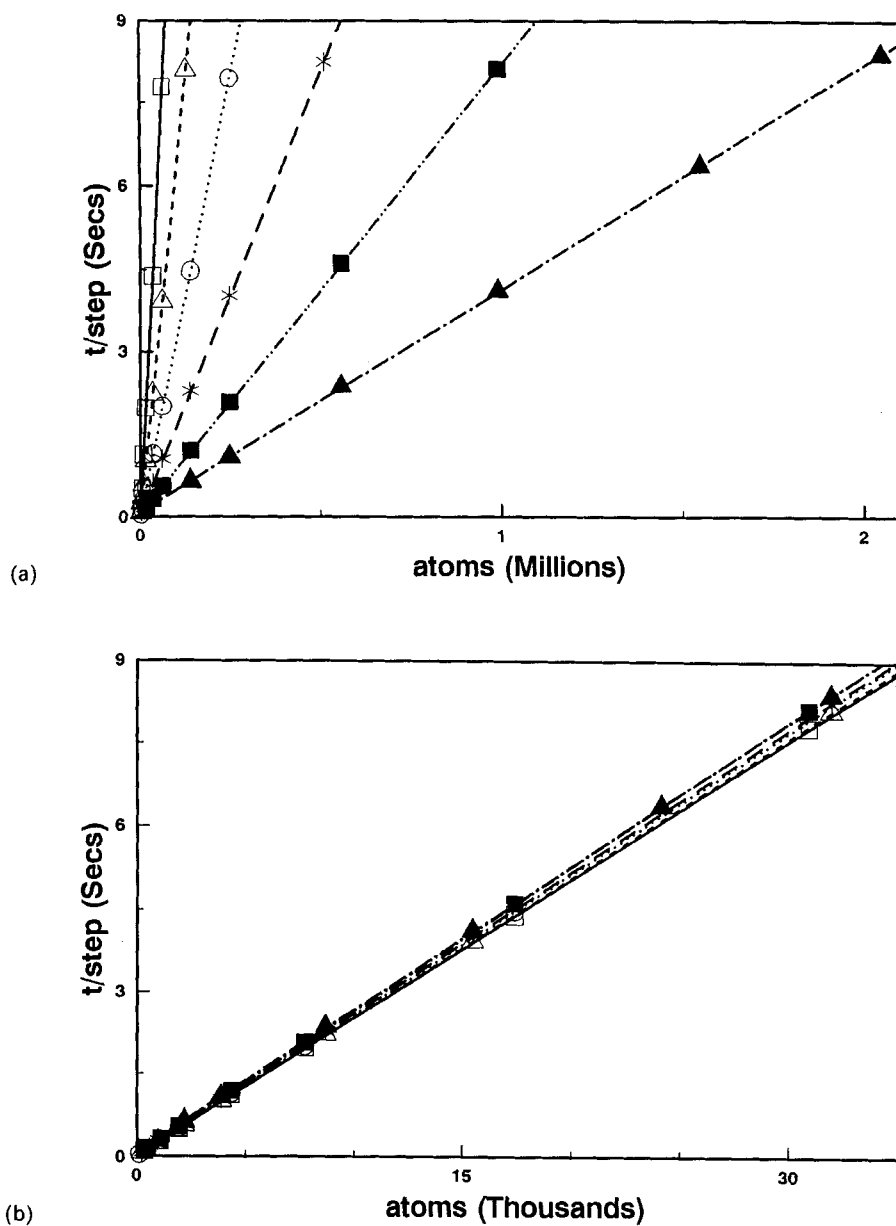 9
6
3
0
t/step (Secs)
0
1
2
atoms (Millions)
(a)
9
6
3
0
t/step (Secs)
0
15
30
atoms (Thousands)
(b)